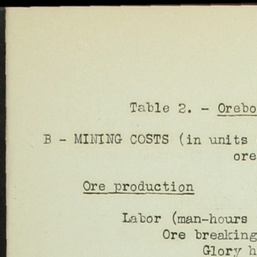 Table 2. - Orebo
B - MINING COSTS (in units
ore
Ore production
Labor (man-hours
Ore breaking
Glory h